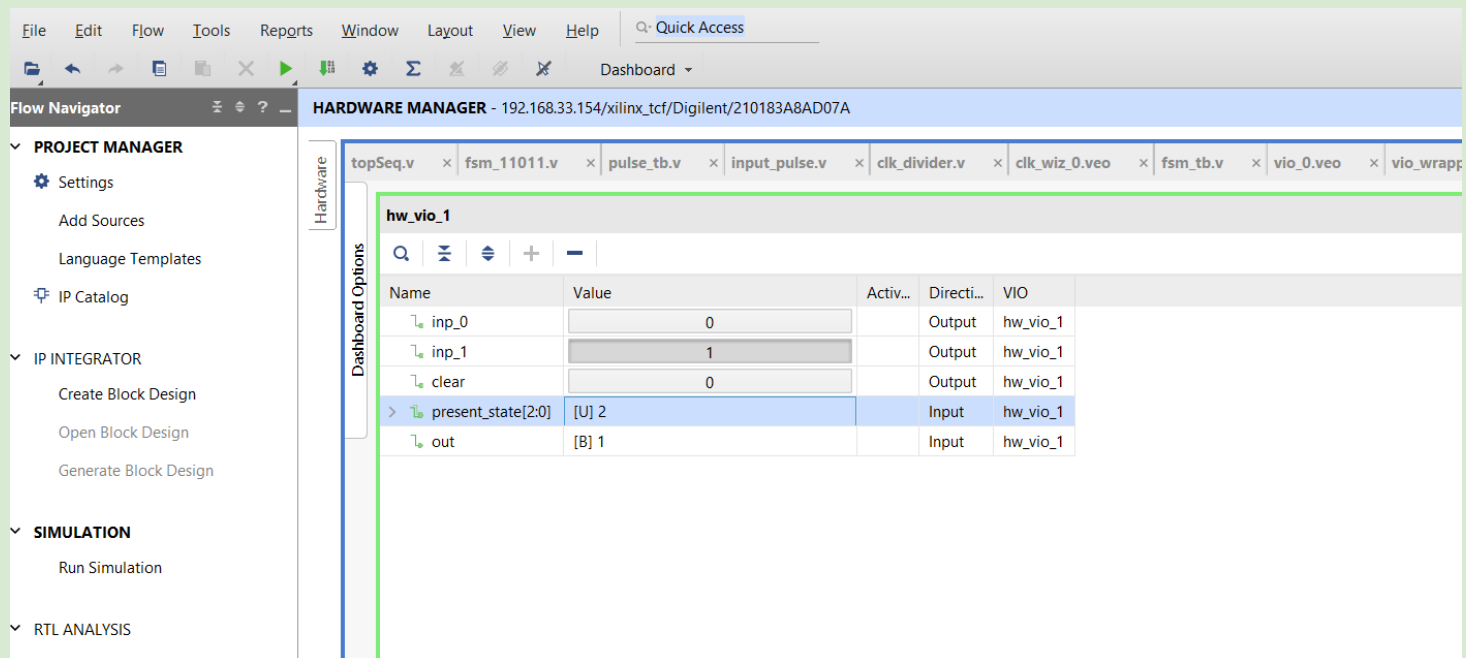 File Edit Flow Tools Reports Window Layout View Help Quick Access
Dashboard
Flow Navigator ? _
HARDWARE MANAGER - 192.168.33.154/xilinx_tcf/Digilent/210183A8AD07A
PROJECT MANAGER
Settings
Add Sources
Language Templates
IP Catalog
IP INTEGRATOR
Create Block Design
Open Block Design
Generate Block Design
SIMULATION
Run Simulation
RTL ANALYSIS
Hardware
topSeq.v × fsm_11011.v × pulse_tb.v × input_pulse.v × clk_divider.v × clk_wiz_0.veo × fsm_tb.v × vio_0.veo × vio_wrapp
Dashboard Options
hw_vio_1
Name Value Activ... Directi... VIO
inp_0 0 Output hw_vio_1
inp_1 1 Output hw_vio_1
clear 0 Output hw_vio_1
present_state[2:0] [U] 2 Input hw_vio_1
out [B] 1 Input hw_vio_1